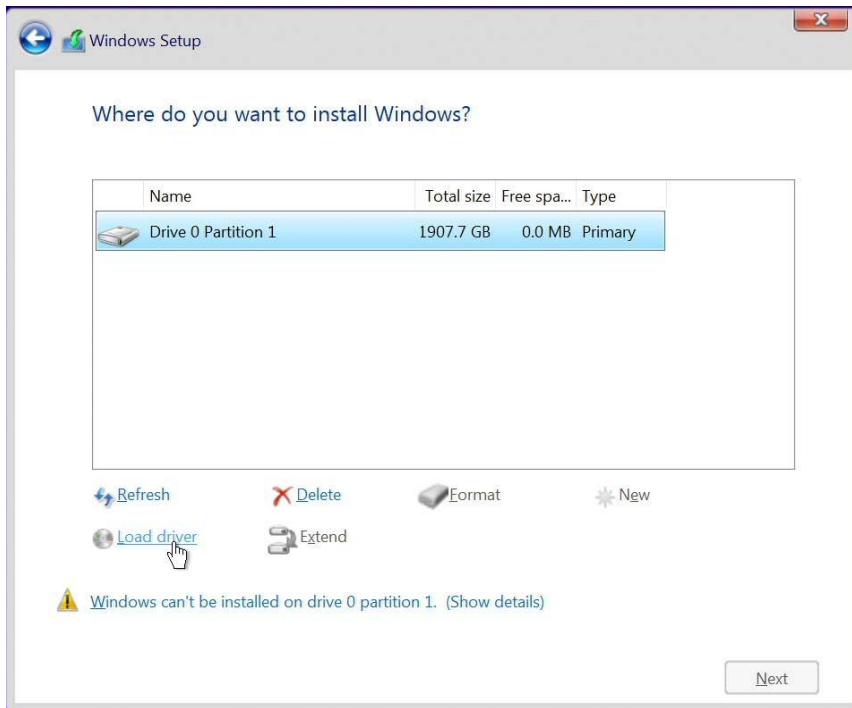 Windows Setup
Where do you want to install Windows?
Name Total size Free spa... Type
Drive 0 Partition 1 1907.7 GB 0.0 MB Primary
Refresh Delete Format New
Load driver Extend
Windows can't be installed on drive 0 partition 1. (Show details)
Next